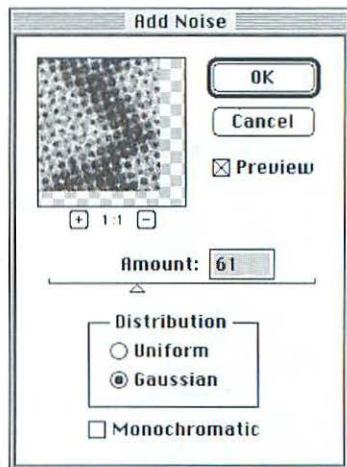 Add Noise
OK
Cancel
Preview
+ 1:1 −
Amount: 61
Distribution
Uniform
Gaussian
Monochromatic